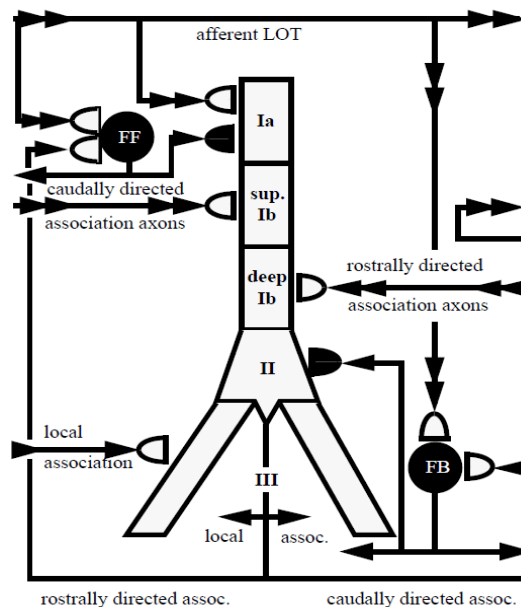 afferent LOT
Ia
FF
caudally directed
sup.
Ib
association axons
deep
Ib
rostrally directed
association axons
II
local
association
FB
III
local
assoc.
rostrally directed assoc.
caudally directed assoc.